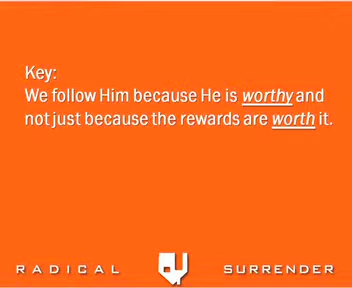 Key:
We follow Him because He is worthy and
not just because the rewards are worth it.
RADICAL SURRENDER